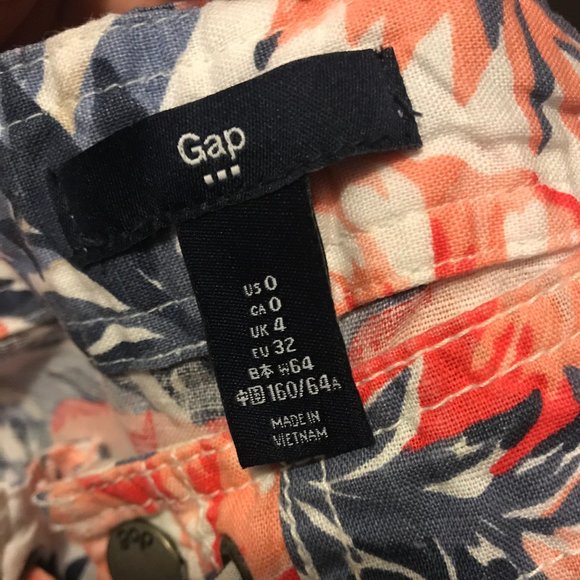 Gap
US 0
CA 0
UK 4
EU 32
日本 W64
中国 160/64A
MADE IN
VIETNAM
gap